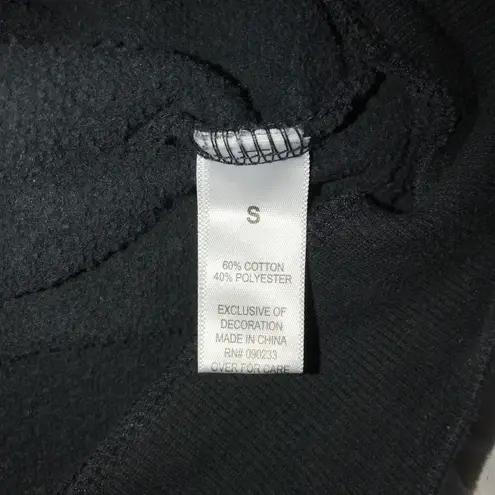 S
60% COTTON
40% POLYESTER
EXCLUSIVE OF
DECORATION
MADE IN CHINA
RN# 090233
OVER FOR CARE